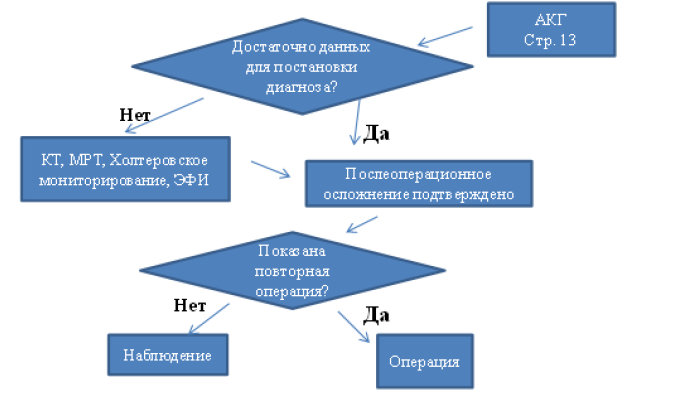 АКГ
Стр. 13
Достаточно данных
для постановки
диагноза?
Нет
Да
КТ, МРТ, Холтеровское
мониторирование, ЭФИ
Послеоперационное
осложнение подтверждено
Показана
повторная
операция?
Нет
Да
Наблюдение
Операция